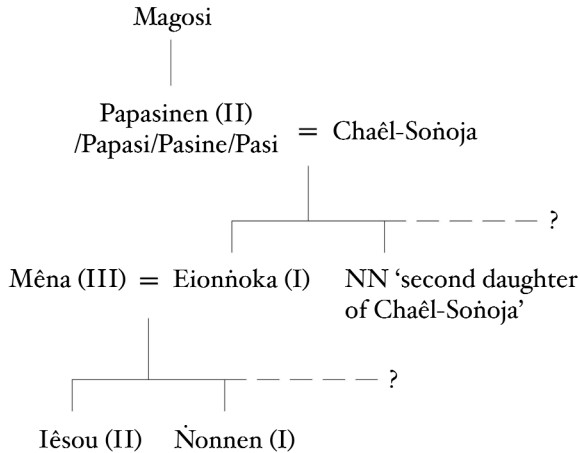 Magosi
Papasinen (II)
/Papasi/Pasine/Pasi = Chaêl-Soṅoja
?
Mêna (III) = Eionṅoka (I) NN ‘second daughter
of Chaêl-Soṅoja’
?
Iêsou (II) Ṅonnen (I)